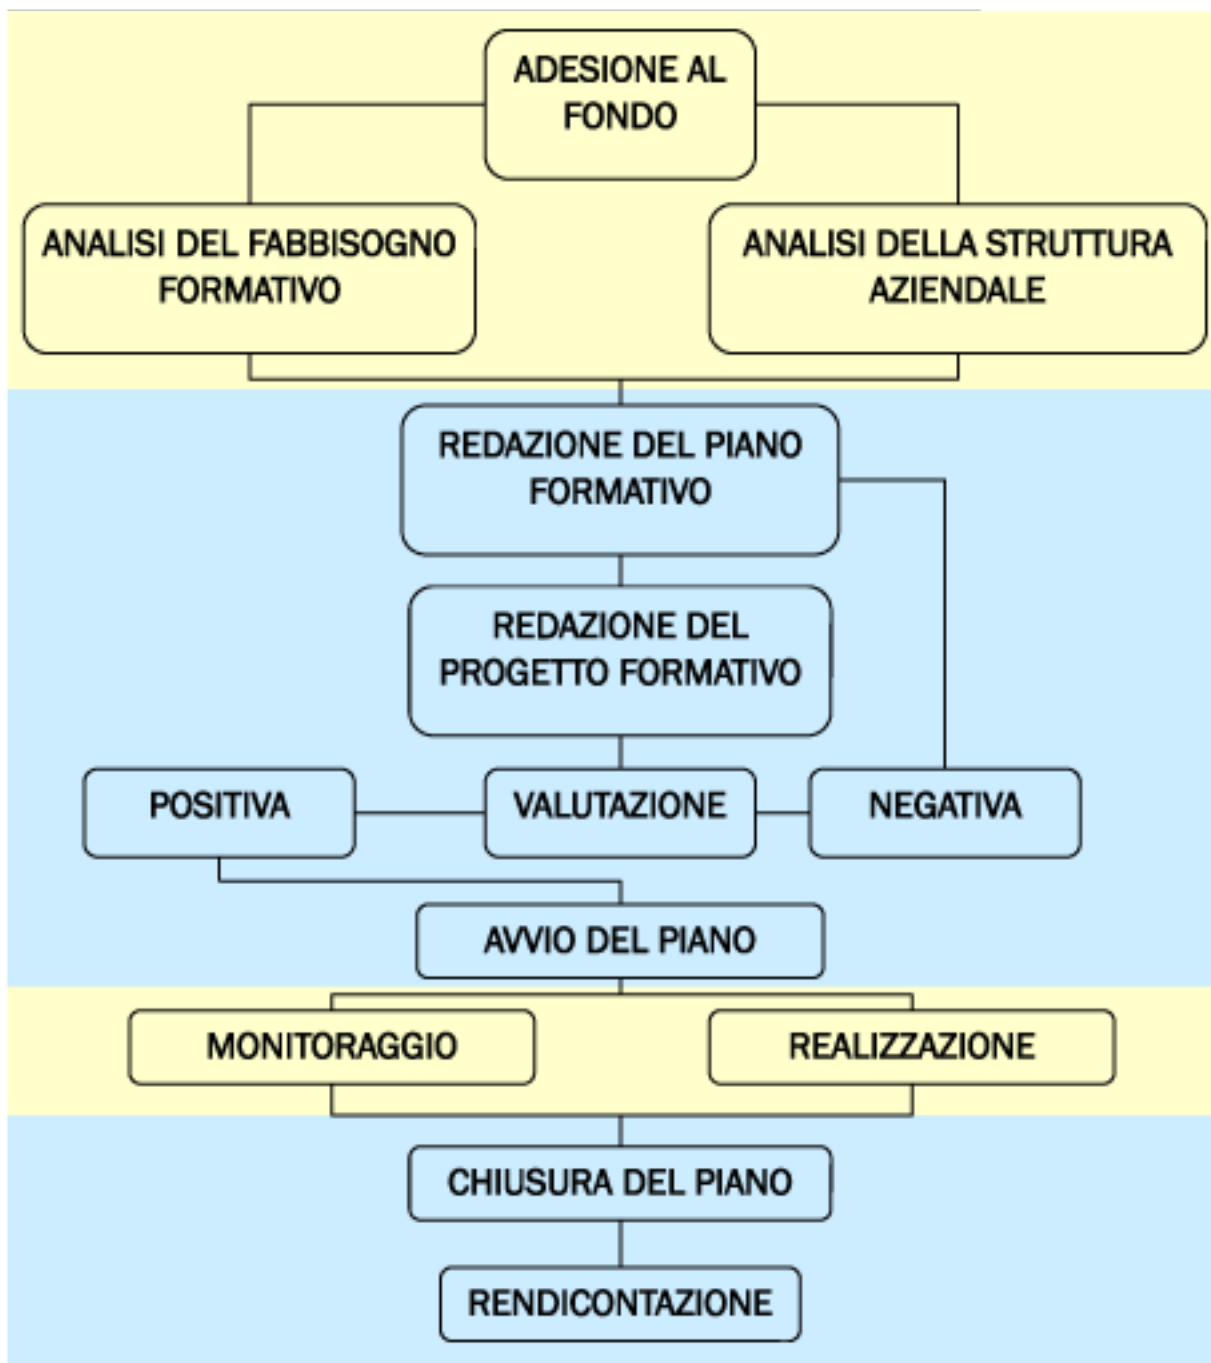 ADESIONE AL
FONDO
ANALISI DEL FABBISOGNO
FORMATIVO
ANALISI DELLA STRUTTURA
AZIENDALE
REDAZIONE DEL PIANO
FORMATIVO
REDAZIONE DEL
PROGETTO FORMATIVO
POSITIVA
VALUTAZIONE
NEGATIVA
AVVIO DEL PIANO
MONITORAGGIO
REALIZZAZIONE
CHIUSURA DEL PIANO
RENDICONTAZIONE